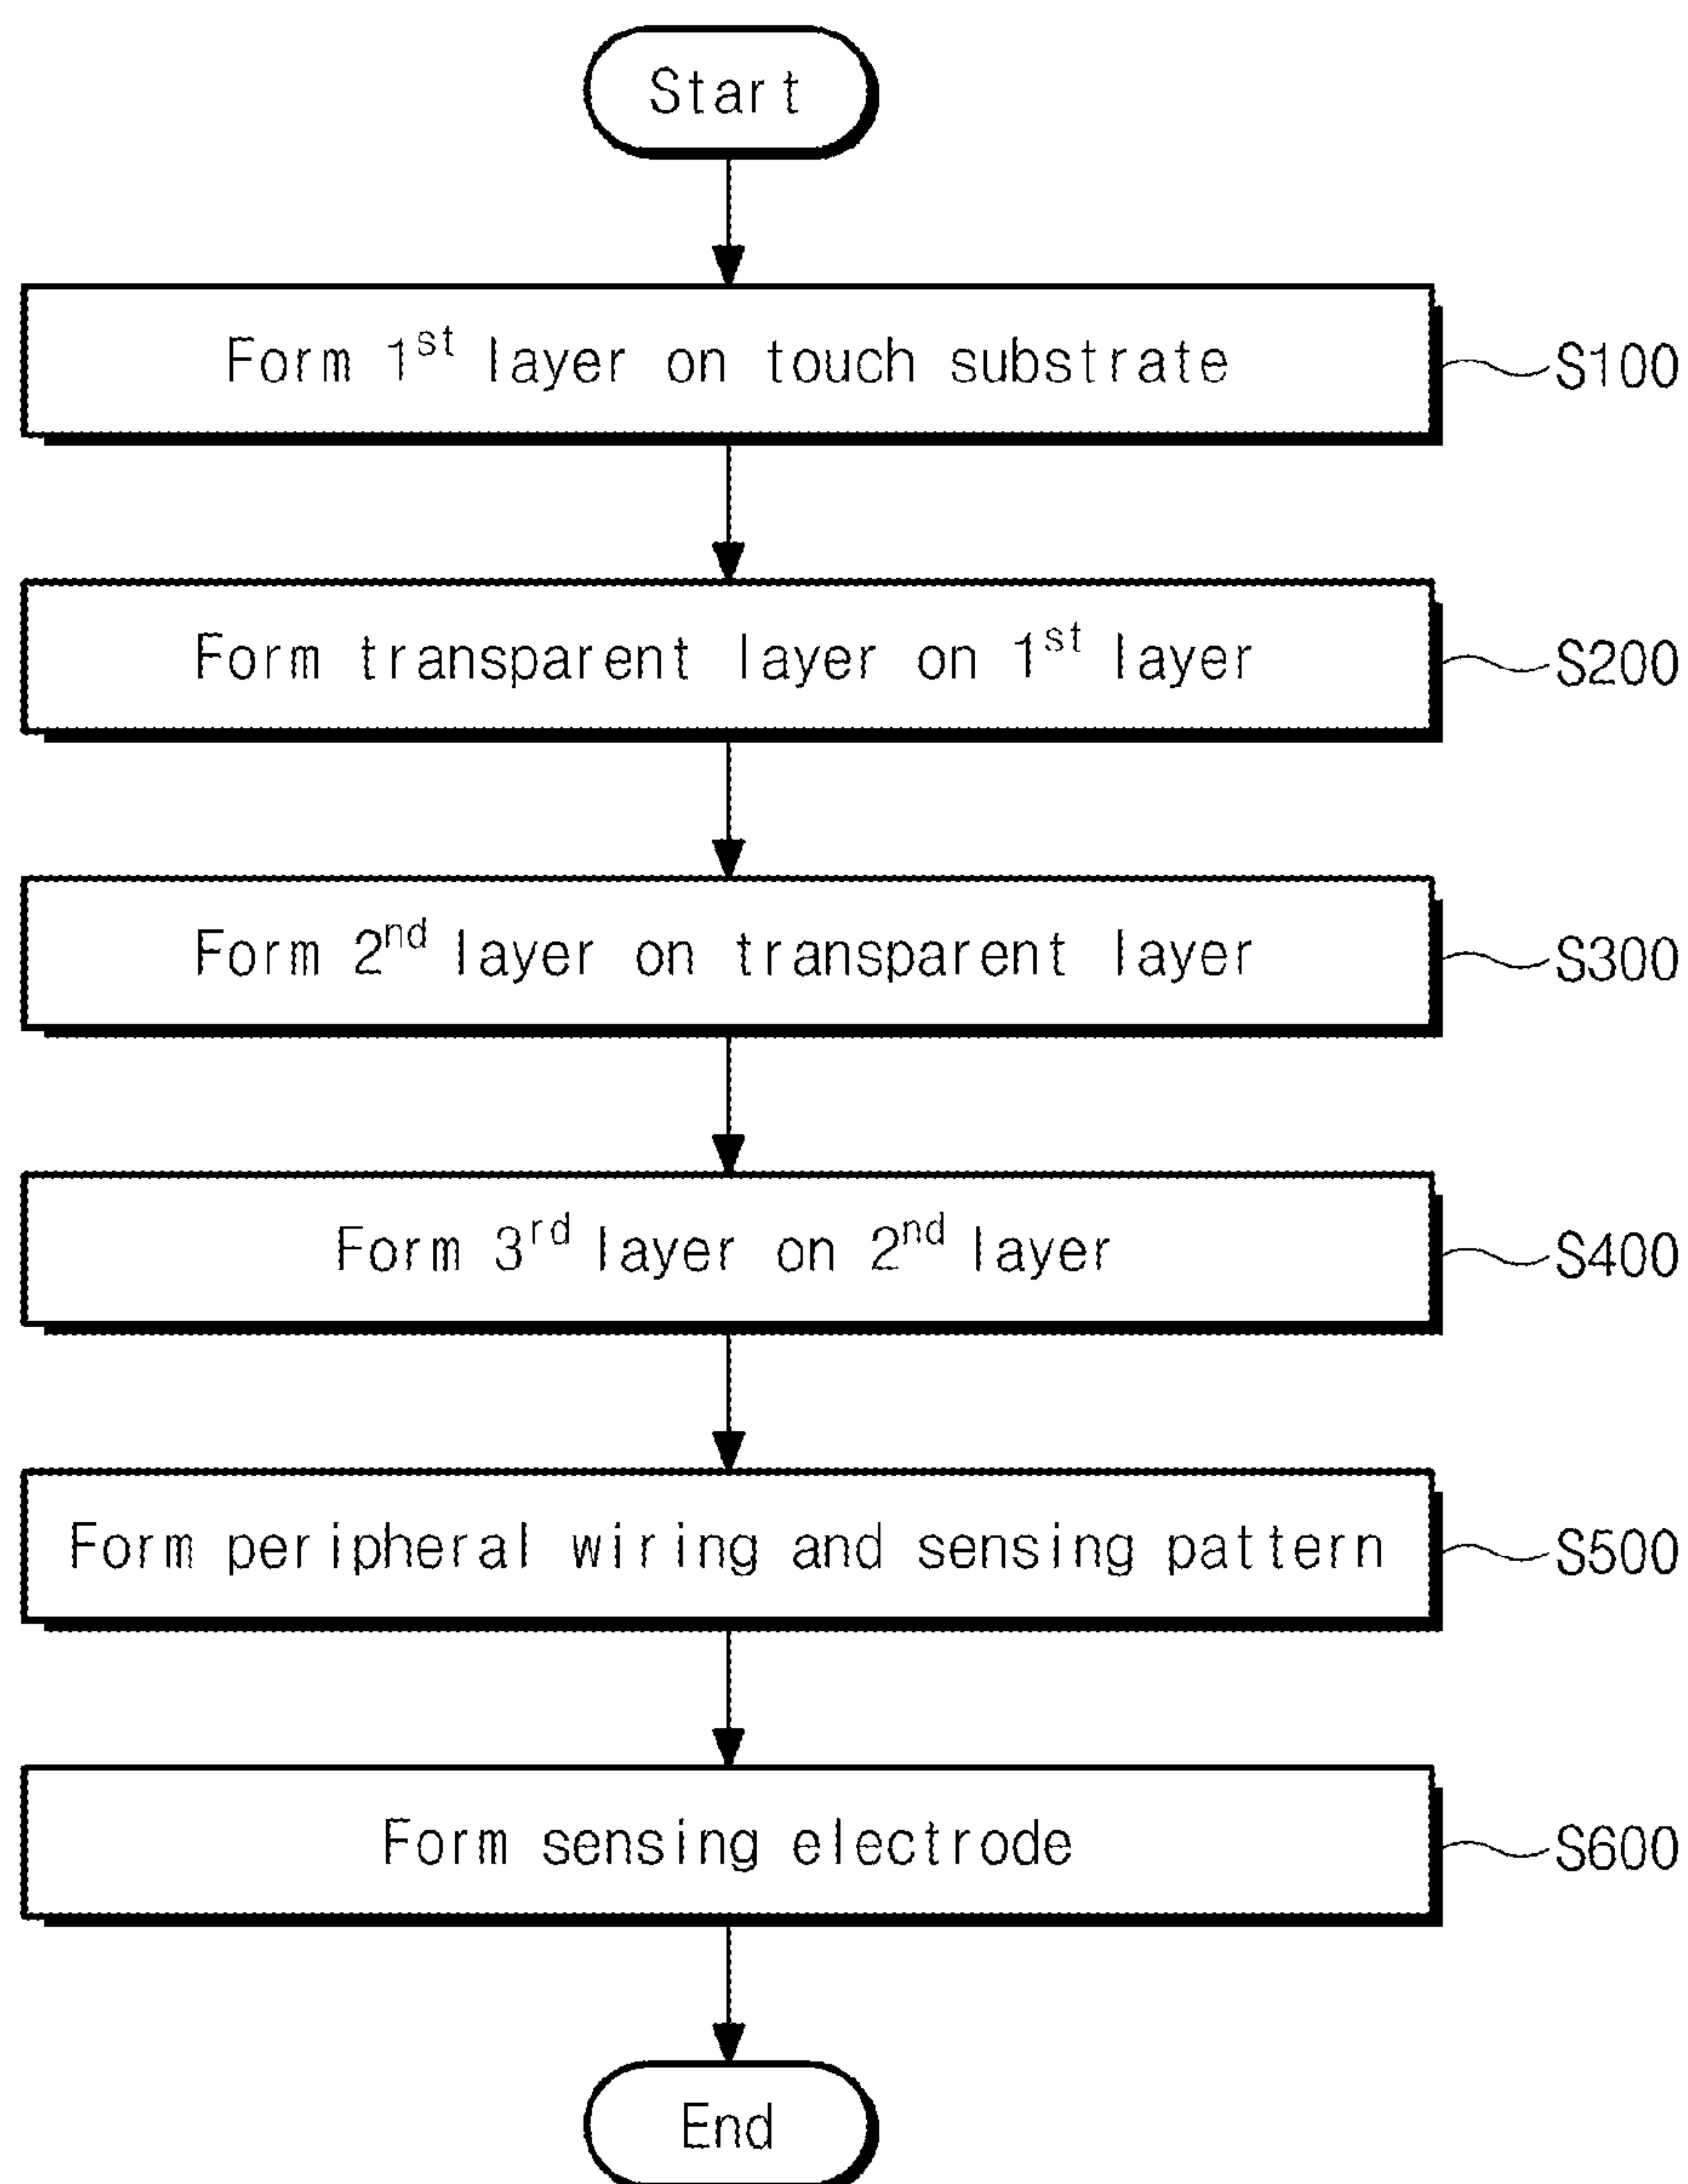 Start
Form 1st layer on touch substrate
S100
Form transparent layer on 1st layer
S200
Form 2nd layer on transparent layer
S300
Form 3rd layer on 2nd layer
S400
Form peripheral wiring and sensing pattern
S500
Form sensing electrode
S600
End